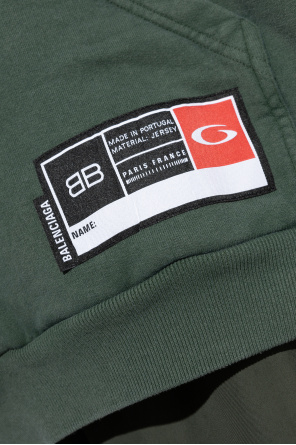 MADE IN PORTUGAL
MATERIAL: JERSEY
PARIS FRANCE
BB
G
NAME:
BALENCIAGA